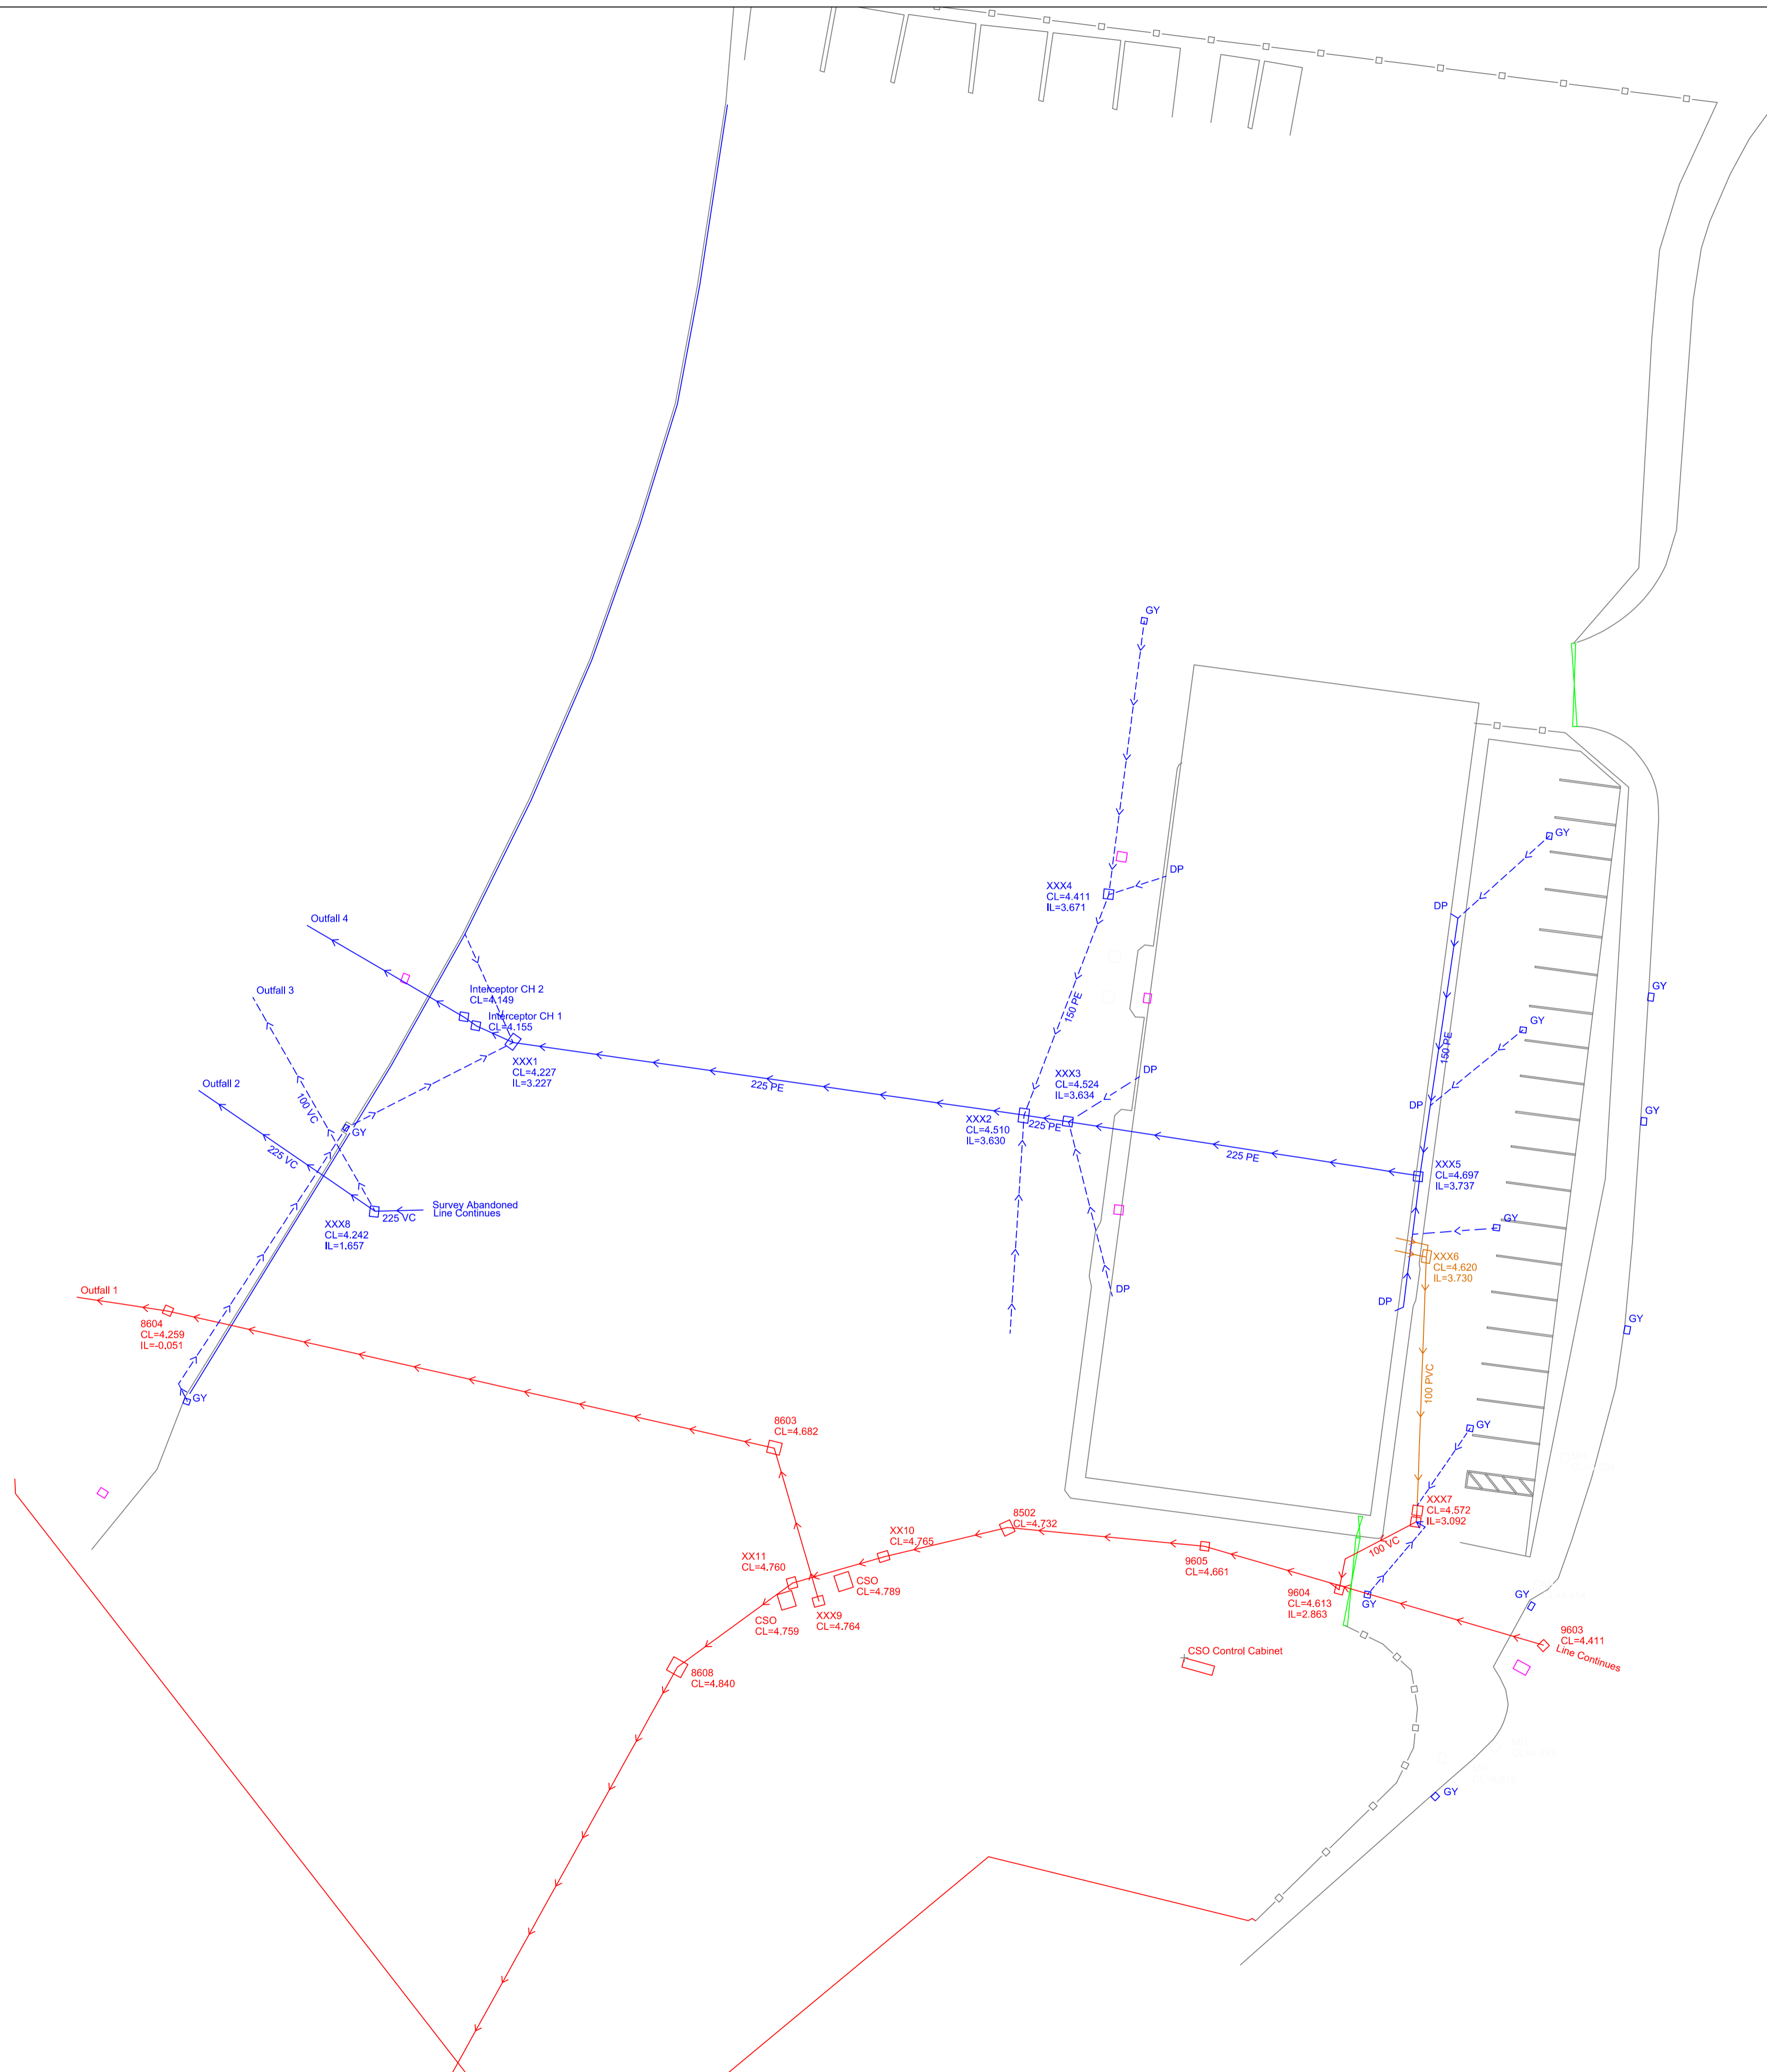 GY
GY
DP
XXX4
CL=4.411
IL=3.671
DP
Outfall 4
Interceptor CH 2
CL=4.149
Outfall 3
GY
150 PE
Interceptor CH 1
CL=4.155
GY
150 PE
XXX1
CL=4.227
IL=3.227
225 PE
XXX3
CL=4.524
IL=3.634
DP
Outfall 2
100 VC
DP
GY
XXX2
CL=4.510
IL=3.630
225 PE
GY
225 VC
225 PE
XXX5
CL=4.697
IL=3.737
Survey Abandoned
Line Continues
225 VC
XXX8
CL=4.242
IL=1.657
GY
XXX6
CL=4.620
IL=3.730
Outfall 1
DP
DP
GY
8604
CL=4.259
IL=-0.051
GY
100 PVC
8603
CL=4.682
GY
XXX7
CL=4.572
IL=3.092
8502
CL=4.732
XX10
CL=4.765
100 VC
XX11
CL=4.760
9605
CL=4.661
CSO
CL=4.789
9604
CL=4.613
IL=2.863
GY
GY
CSO
CL=4.759
XXX9
CL=4.764
9603
CL=4.411
Line Continues
CSO Control Cabinet
8608
CL=4.840
GY